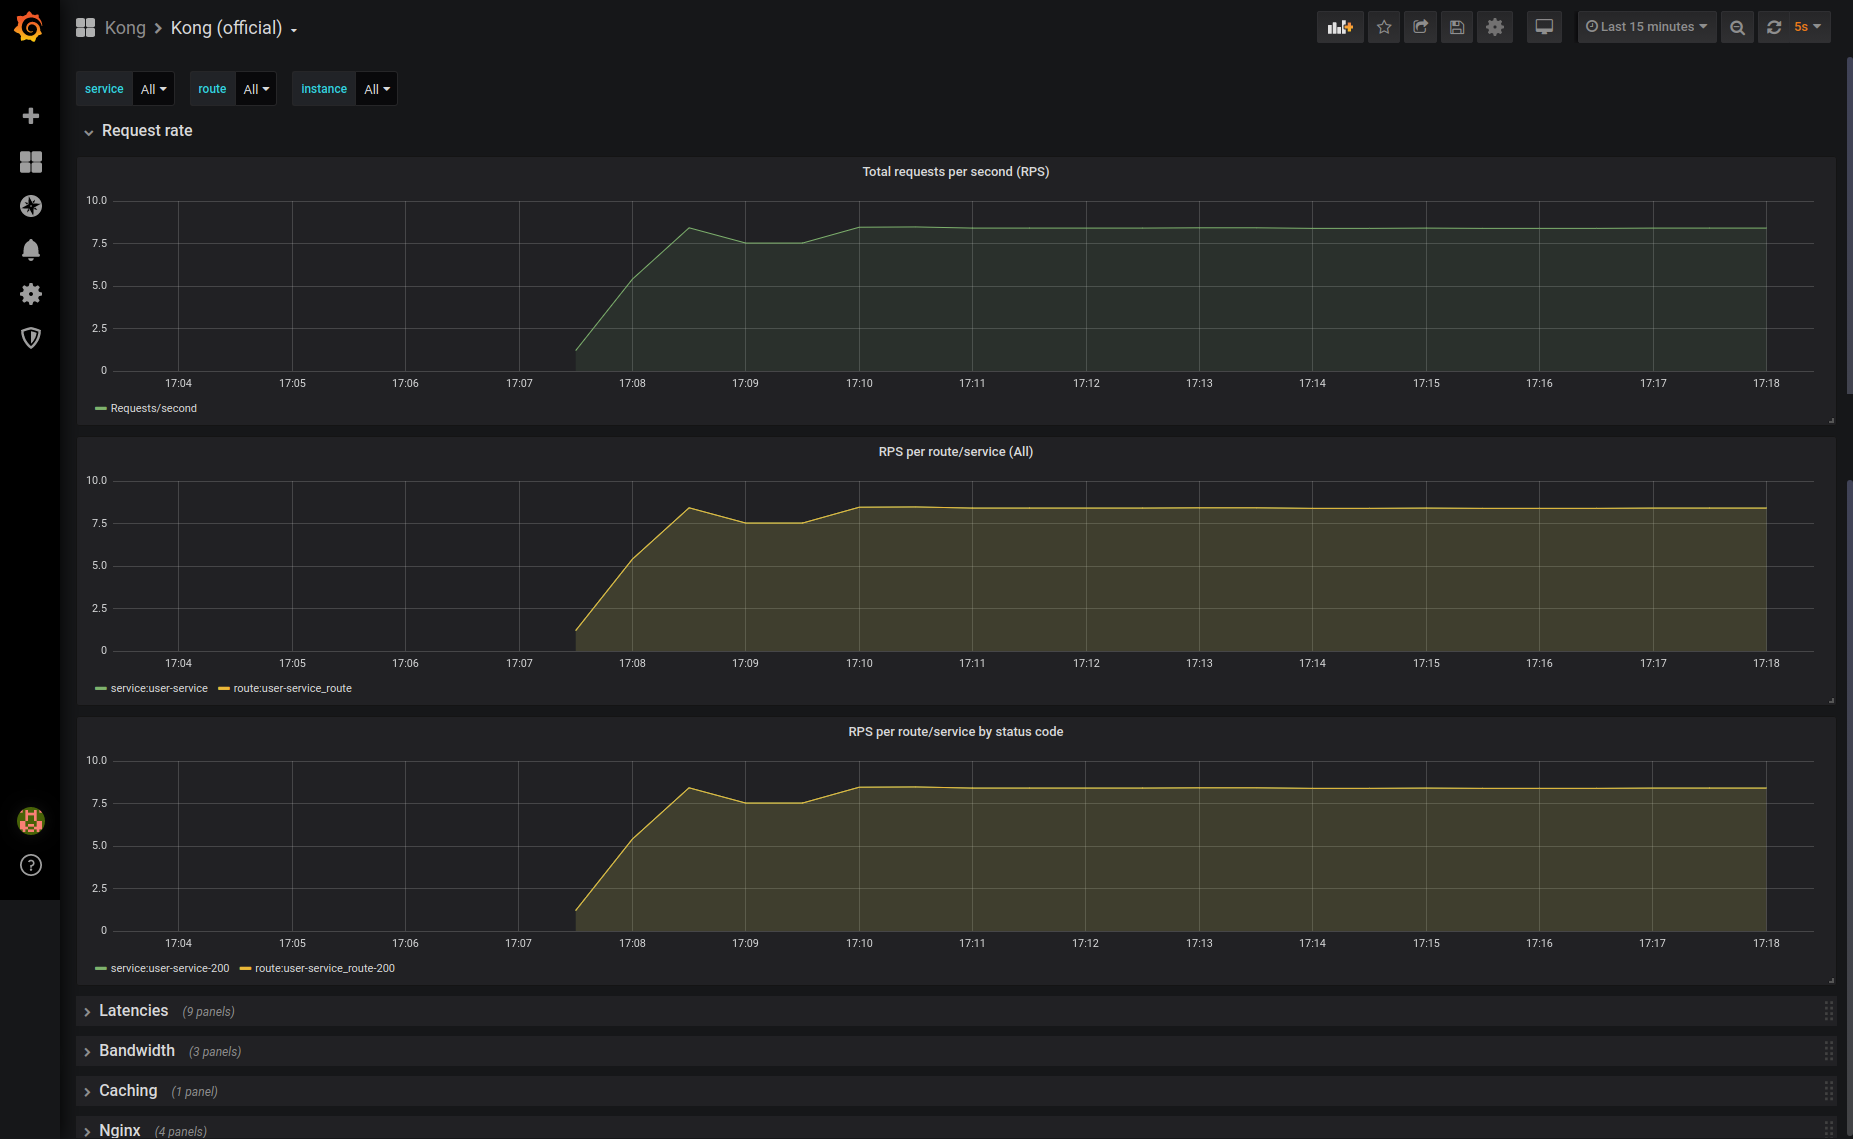 Kong > Kong (official)
Last 15 minutes
5s
service All route All instance All
Request rate
Total requests per second (RPS)
10.0
7.5
5.0
2.5
0
17:04 17:05 17:06 17:07 17:08 17:09 17:10 17:11 17:12 17:13 17:14 17:15 17:16 17:17 17:18
Requests/second
RPS per route/service (All)
10.0
7.5
5.0
2.5
0
17:04 17:05 17:06 17:07 17:08 17:09 17:10 17:11 17:12 17:13 17:14 17:15 17:16 17:17 17:18
service:user-service route:user-service_route
RPS per route/service by status code
10.0
7.5
5.0
2.5
0
17:04 17:05 17:06 17:07 17:08 17:09 17:10 17:11 17:12 17:13 17:14 17:15 17:16 17:17 17:18
service:user-service-200 route:user-service_route-200
Latencies (9 panels)
Bandwidth (3 panels)
Caching (1 panel)
Nginx (4 panels)